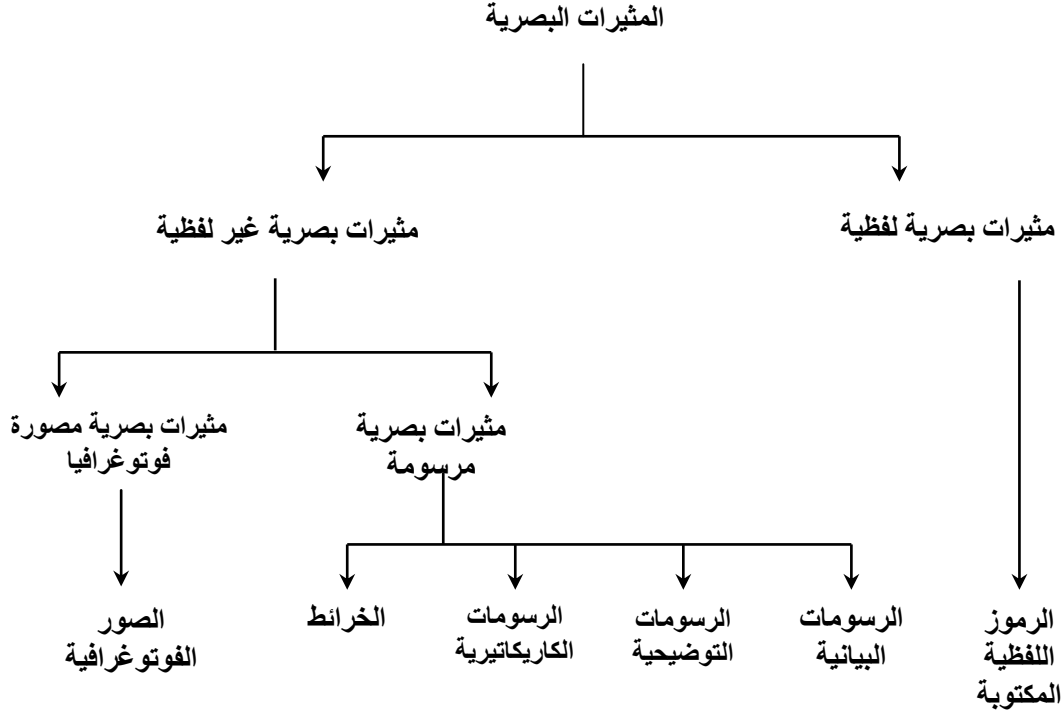 المثيرات البصرية
مثيرات بصرية لفظية
مثيرات بصرية غير لفظية
مثيرات بصرية
مرسومة
مثيرات بصرية مصورة
فوتوغرافيا
الرموز
اللفظية
المكتوبة
الرسومات
البيانية
الرسومات
التوضيحية
الرسومات
الكاريكاتيرية
الخرائط
الصور
الفوتوغرافية